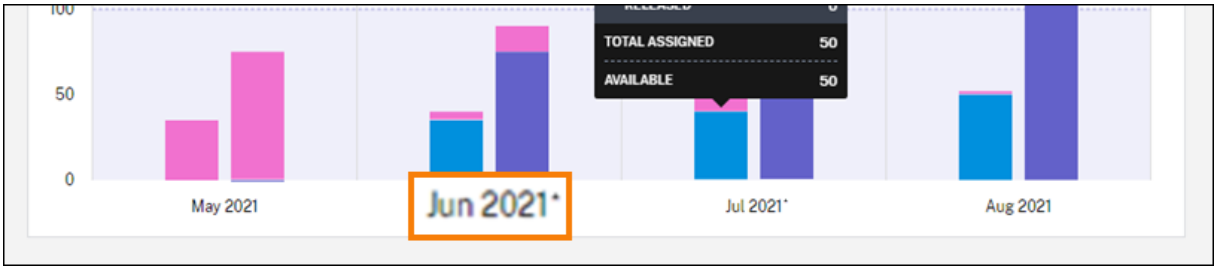 100
RELEASED 0
TOTAL ASSIGNED 50
AVAILABLE 50
50
0
May 2021
Jun 2021*
Jul 2021*
Aug 2021